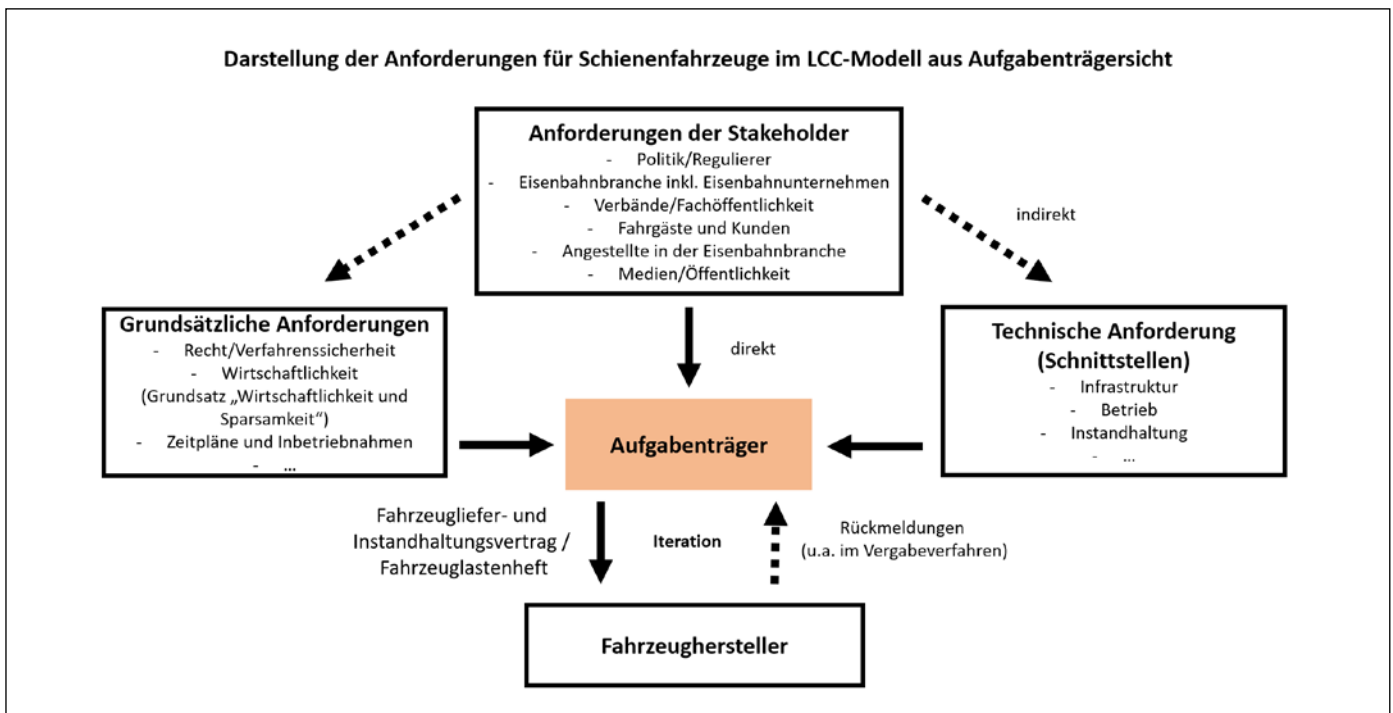 Darstellung der Anforderungen für Schienenfahrzeuge im LCC-Modell aus Aufgabenträgersicht
Anforderungen der Stakeholder
- Politik/Regulierer
- Eisenbahnbranche inkl. Eisenbahnunternehmen
- Verbände/Fachöffentlichkeit
- Fahrgäste und Kunden
- Angestellte in der Eisenbahnbranche
- Medien/Öffentlichkeit
indirekt
Grundsätzliche Anforderungen
- Recht/Verfahrenssicherheit
- Wirtschaftlichkeit
(Grundsatz „Wirtschaftlichkeit und
Sparsamkeit“)
- Zeitpläne und Inbetriebnahmen
- ...
direkt
Technische Anforderung
(Schnittstellen)
- Infrastruktur
- Betrieb
- Instandhaltung
- ...
Aufgabenträger
Fahrzeugliefer- und
Instandhaltungsvertrag /
Fahrzeuglastenheft
Iteration
Rückmeldungen
(u.a. im Vergabeverfahren)
Fahrzeughersteller